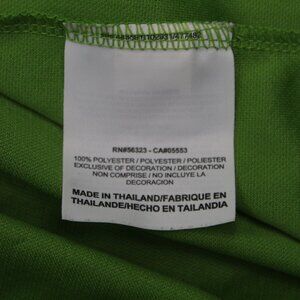 RN#56323 - CA#05553
100% POLYESTER / POLYESTER / POLIESTER
EXCLUSIVE OF DECORATION / DECORATION
NON COMPRISE / NO INCLUYE LA
DECORACION
MADE IN THAILAND/FABRIQUE EN
THAILANDE/HECHO EN TAILANDIA